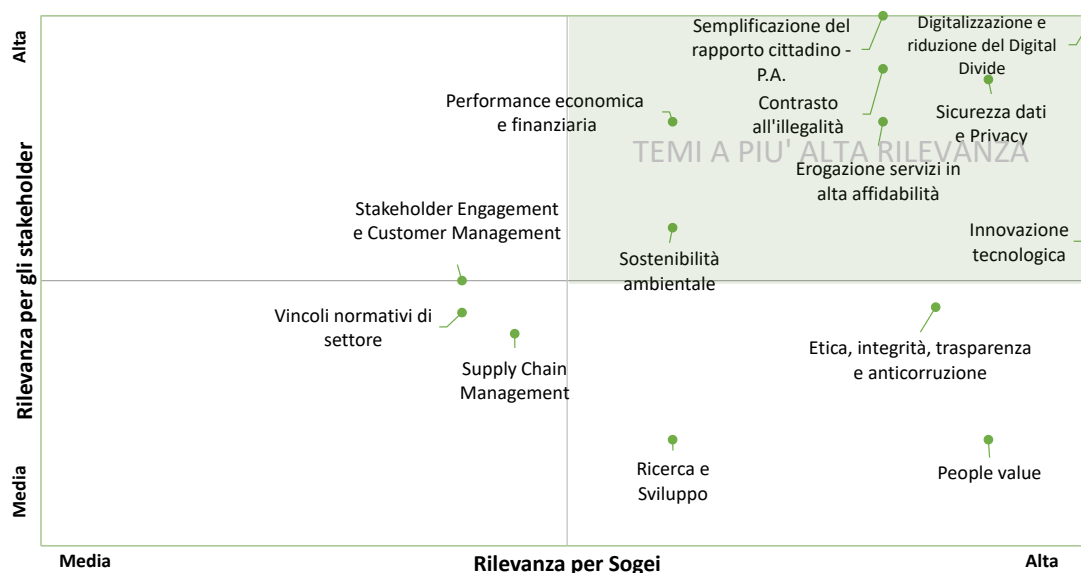 Alta
Rilevanza per gli stakeholder
Media
Semplificazione del
rapporto cittadino -
P.A.
Digitalizzazione e
riduzione del Digital
Divide
Performance economica
e finanziaria
Contrasto
all'illegalità
Sicurezza dati
e Privacy
TEMI A PIU' ALTA RILEVANZA
Erogazione servizi in
alta affidabilità
Stakeholder Engagement
e Customer Management
Sostenibilità
ambientale
Innovazione
tecnologica
Vincoli normativi di
settore
Supply Chain
Management
Etica, integrità, trasparenza
e anticorruzione
Ricerca e
Sviluppo
People value
Media
Rilevanza per Sogei
Alta